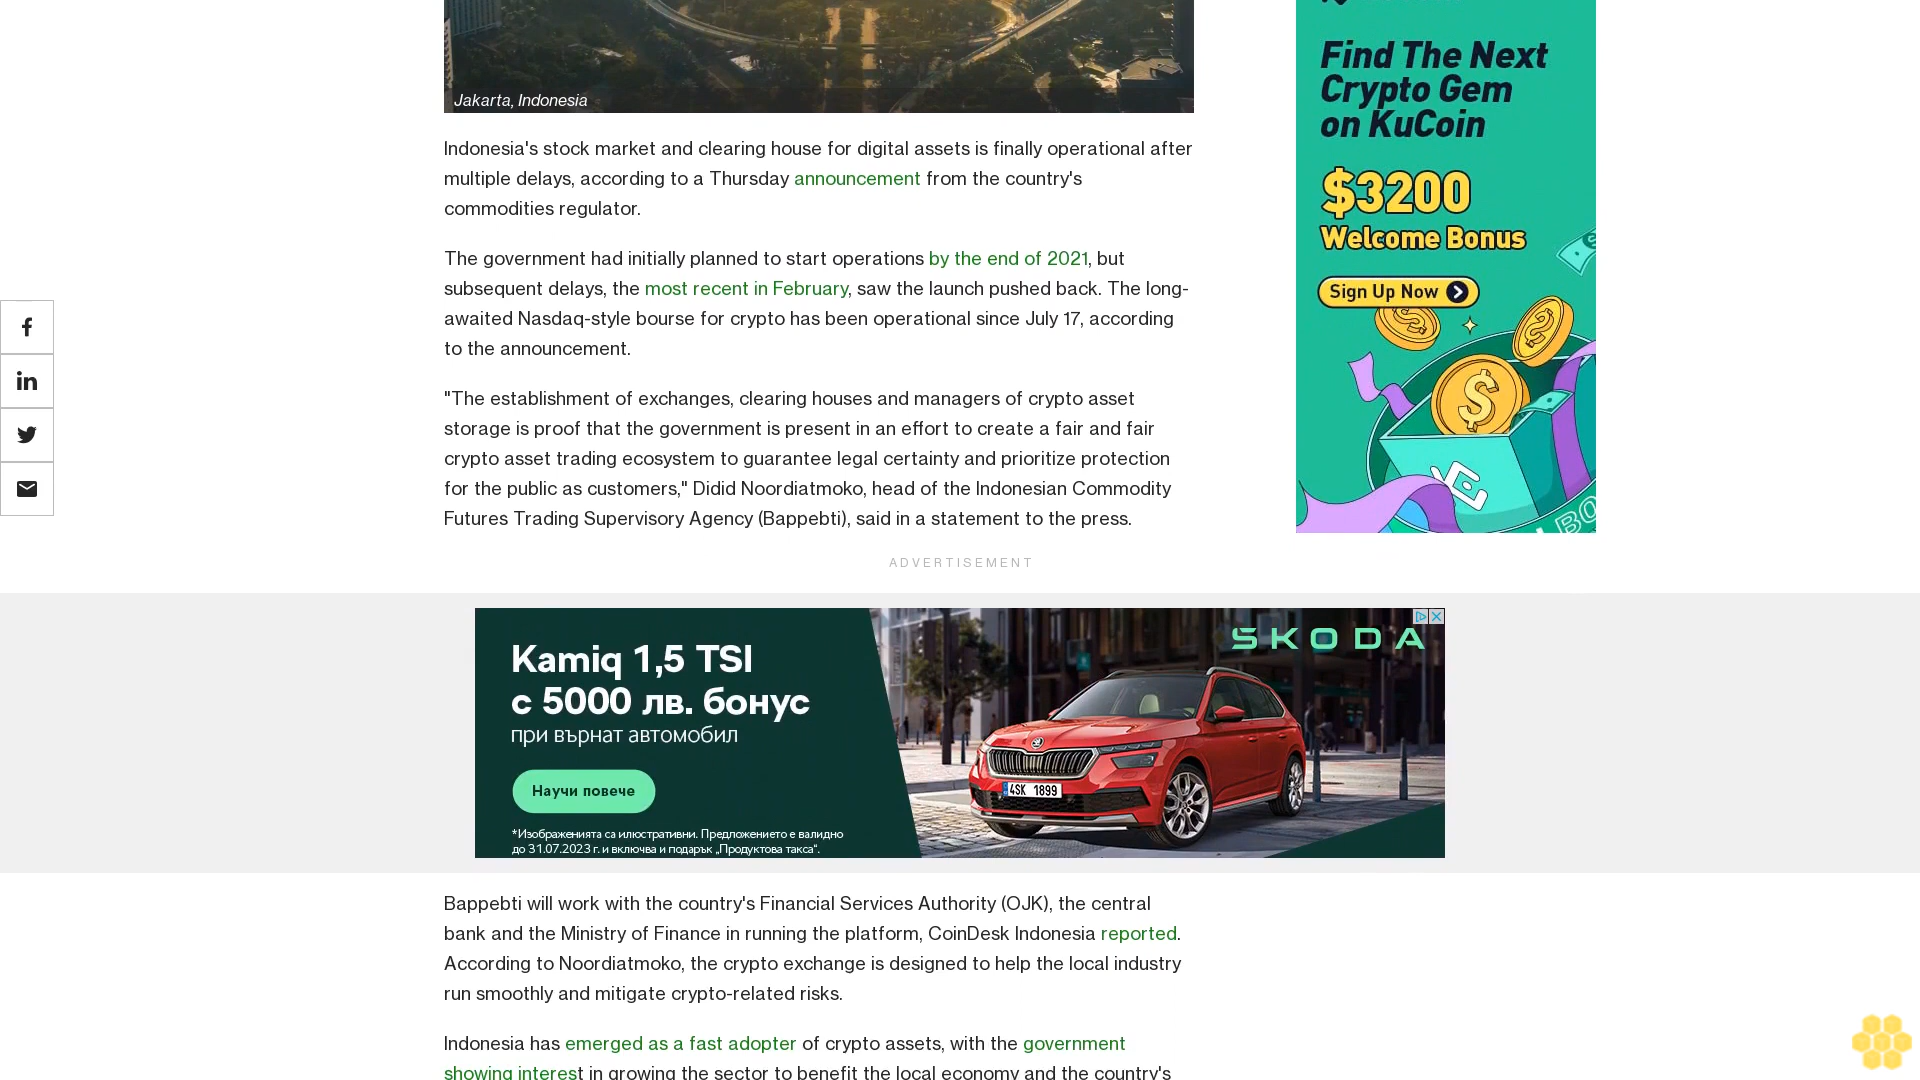 Jakarta, Indonesia
Indonesia's stock market and clearing house for digital assets is finally operational after
multiple delays, according to a Thursday announcement from the country's
commodities regulator.
The government had initially planned to start operations by the end of 2021, but
subsequent delays, the most recent in February, saw the launch pushed back. The long-
awaited Nasdaq-style bourse for crypto has been operational since July 17, according
to the announcement.
"The establishment of exchanges, clearing houses and managers of crypto asset
storage is proof that the government is present in an effort to create a fair and fair
crypto asset trading ecosystem to guarantee legal certainty and prioritize protection
for the public as customers," Didid Noordiatmoko, head of the Indonesian Commodity
Futures Trading Supervisory Agency (Bappebti), said in a statement to the press.
Find The Next
Crypto Gem
on KuCoin
$3200
Welcome Bonus
Sign Up Now
ADVERTISEMENT
Kamiq 1,5 TSI
с 5000 лв. бонус
при върнат автомобил
Научи повече
*Изображенията са илюстративни. Предложението е валидно
до 31.07.2023 г. и включва и подарък „Продуктова такса“.
SKODA
4SK 1899
Bappebti will work with the country's Financial Services Authority (OJK), the central
bank and the Ministry of Finance in running the platform, CoinDesk Indonesia reported.
According to Noordiatmoko, the crypto exchange is designed to help the local industry
run smoothly and mitigate crypto-related risks.
Indonesia has emerged as a fast adopter of crypto assets, with the government
showing interest in growing the sector to benefit the local economy and the country's